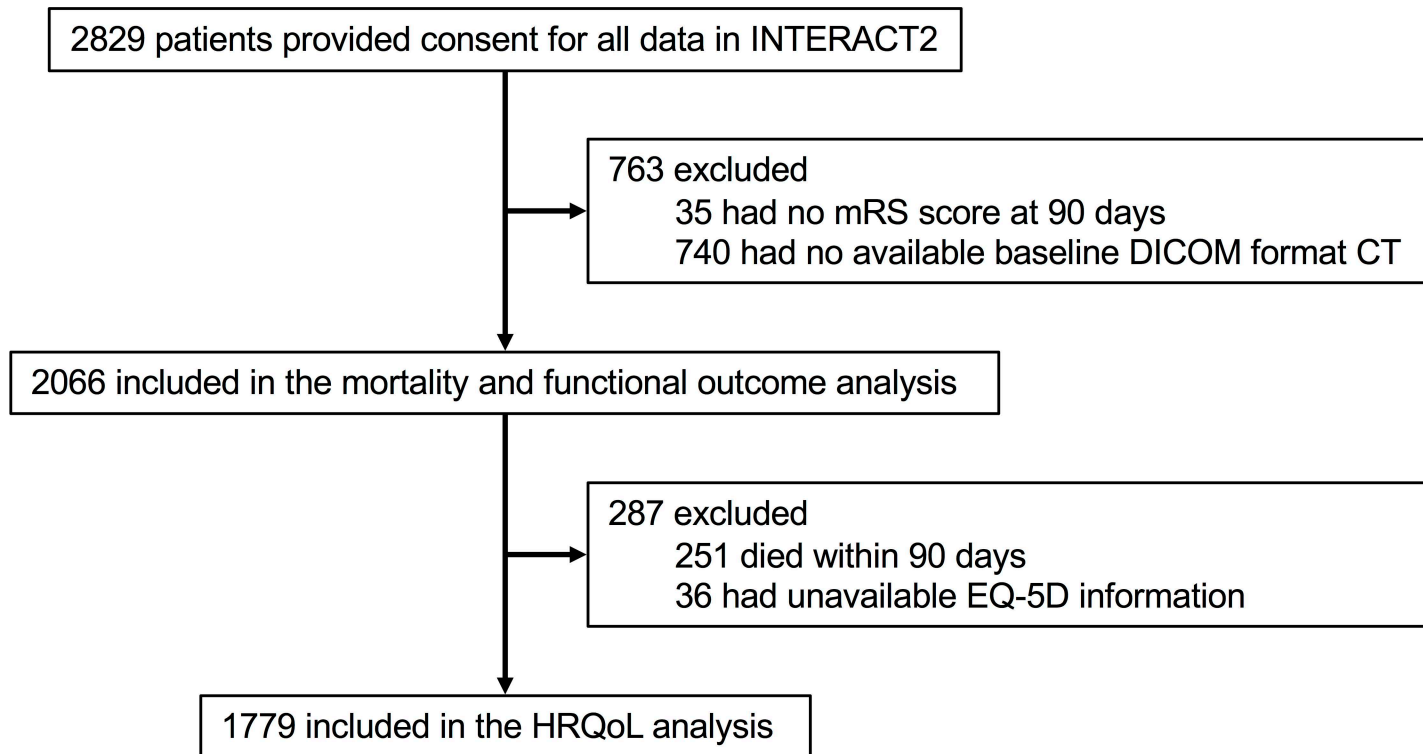 2829 patients provided consent for all data in INTERACT2
763 excluded
35 had no mRS score at 90 days
740 had no available baseline DICOM format CT
2066 included in the mortality and functional outcome analysis
287 excluded
251 died within 90 days
36 had unavailable EQ-5D information
1779 included in the HRQoL analysis